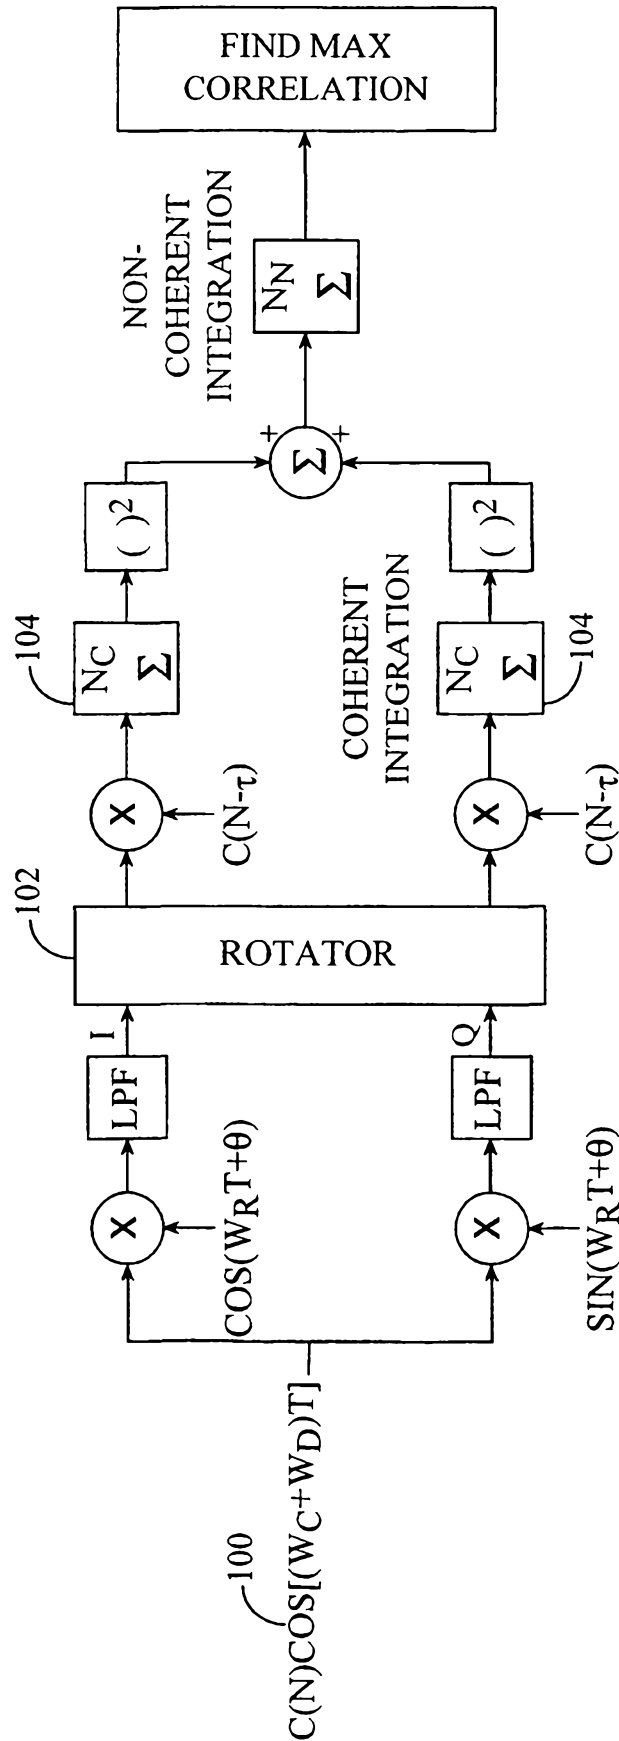 100
C(N)COS[(W_C+W_D)T]
X
COS(W_RT+θ)
LPF
I
X
SIN(W_RT+θ)
LPF
Q
102
ROTATOR
X
C(N-τ)
X
C(N-τ)
104
N_C
Σ
( )²
COHERENT
INTEGRATION
N_C
Σ
104
( )²
+
Σ
+
NON-
COHERENT
INTEGRATION
N_N
Σ
FIND MAX
CORRELATION